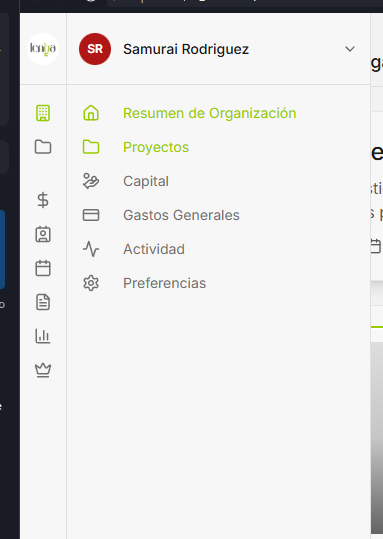 SR
Samurai Rodriguez
Resumen de Organización
Proyectos
Capital
Gastos Generales
Actividad
Preferencias